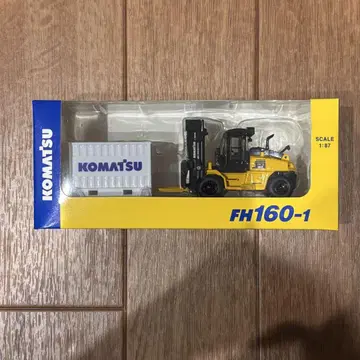 KOMATSU
KOMATSU
SCALE
1:87
FH160-1